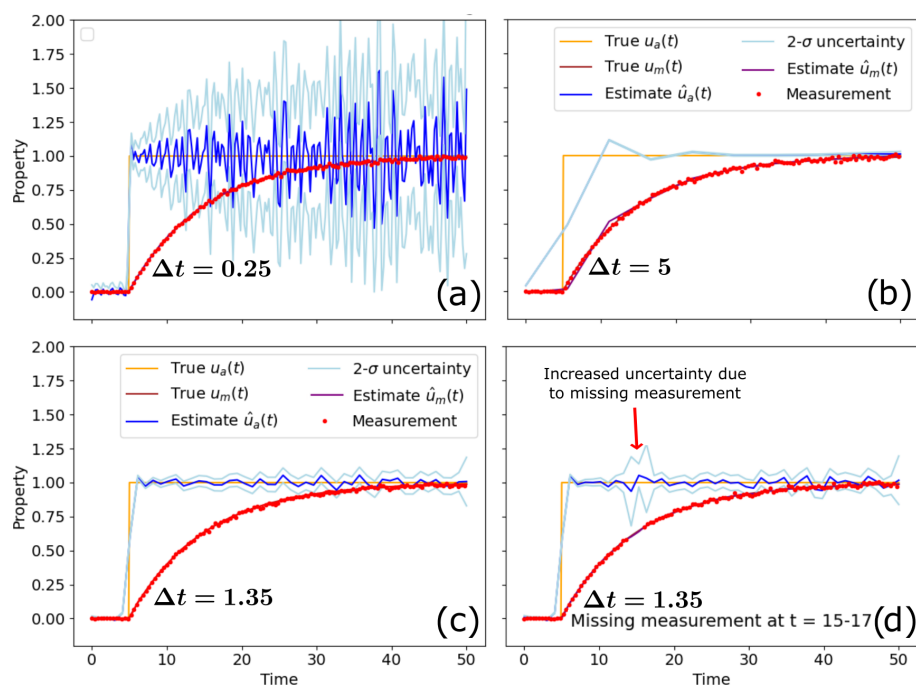 2.00
1.75
1.50
1.25
1.00
0.75
0.50
0.25
0.00
Property
Δt = 0.25
(a)
True u_a(t)
True u_m(t)
Estimate û_a(t)
2-σ uncertainty
Estimate û_m(t)
Measurement
Property
Δt = 5
(b)
2.00
1.75
1.50
1.25
1.00
0.75
0.50
0.25
0.00
Property
True u_a(t)
True u_m(t)
Estimate û_a(t)
2-σ uncertainty
Estimate û_m(t)
Measurement
Δt = 1.35
(c)
0 10 20 30 40 50
Time
Increased uncertainty due
to missing measurement
Δt = 1.35
Missing measurement at t = 15-17
(d)
0 10 20 30 40 50
Time